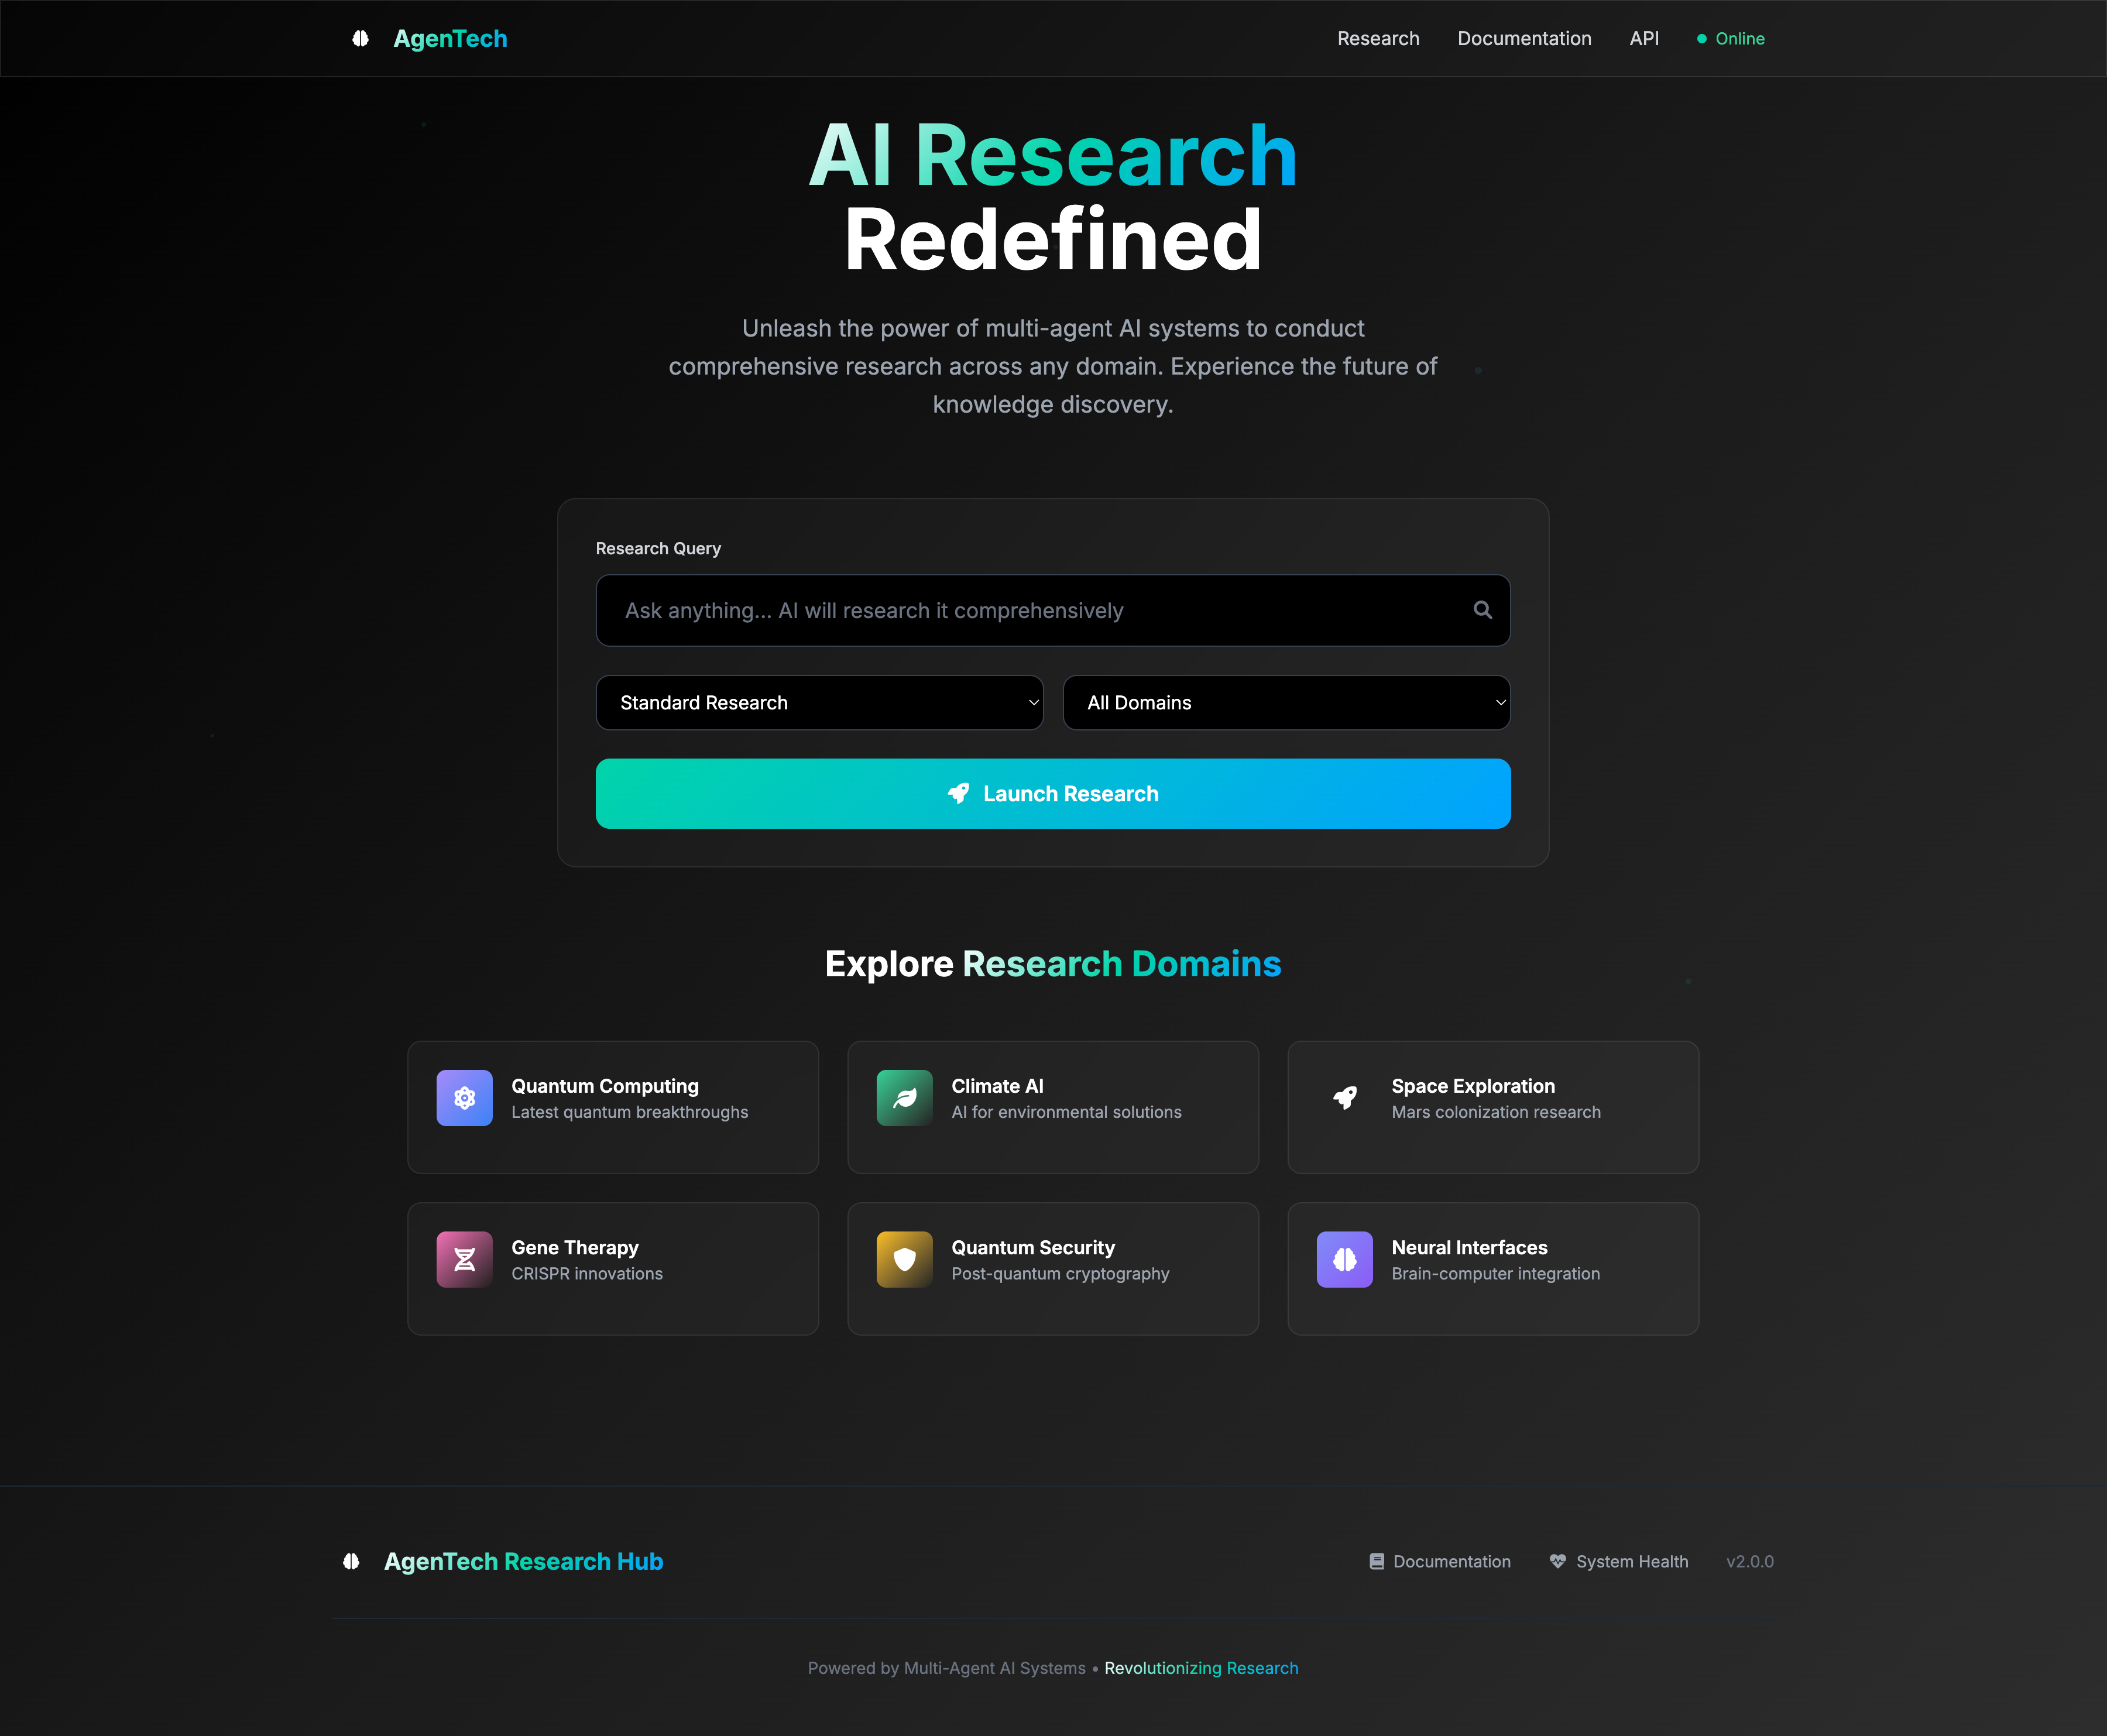 AgenTech
Research
Documentation
API
Online
AI Research
Redefined
Unleash the power of multi-agent AI systems to conduct
comprehensive research across any domain. Experience the future of
knowledge discovery.
Research Query
Ask anything... AI will research it comprehensively
Standard Research
All Domains
Launch Research
Explore Research Domains
Quantum Computing
Latest quantum breakthroughs
Climate AI
AI for environmental solutions
Space Exploration
Mars colonization research
Gene Therapy
CRISPR innovations
Quantum Security
Post-quantum cryptography
Neural Interfaces
Brain-computer integration
AgenTech Research Hub
Documentation
System Health
v2.0.0
Powered by Multi-Agent AI Systems • Revolutionizing Research